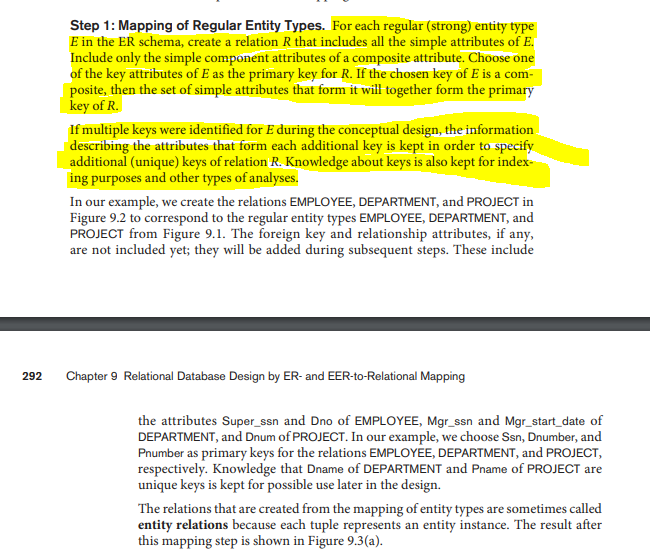 Step 1: Mapping of Regular Entity Types. For each regular (strong) entity type
E in the ER schema, create a relation R that includes all the simple attributes of E.
Include only the simple component attributes of a composite attribute. Choose one
of the key attributes of E as the primary key for R. If the chosen key of E is a com-
posite, then the set of simple attributes that form it will together form the primary
key of R.
If multiple keys were identified for E during the conceptual design, the information
describing the attributes that form each additional key is kept in order to specify
additional (unique) keys of relation R. Knowledge about keys is also kept for index-
ing purposes and other types of analyses.
In our example, we create the relations EMPLOYEE, DEPARTMENT, and PROJECT in
Figure 9.2 to correspond to the regular entity types EMPLOYEE, DEPARTMENT, and
PROJECT from Figure 9.1. The foreign key and relationship attributes, if any,
are not included yet; they will be added during subsequent steps. These include
292 Chapter 9 Relational Database Design by ER- and EER-to-Relational Mapping
the attributes Super_ssn and Dno of EMPLOYEE, Mgr_ssn and Mgr_start_date of
DEPARTMENT, and Dnum of PROJECT. In our example, we choose Ssn, Dnumber, and
Pnumber as primary keys for the relations EMPLOYEE, DEPARTMENT, and PROJECT,
respectively. Knowledge that Dname of DEPARTMENT and Pname of PROJECT are
unique keys is kept for possible use later in the design.
The relations that are created from the mapping of entity types are sometimes called
entity relations because each tuple represents an entity instance. The result after
this mapping step is shown in Figure 9.3(a).